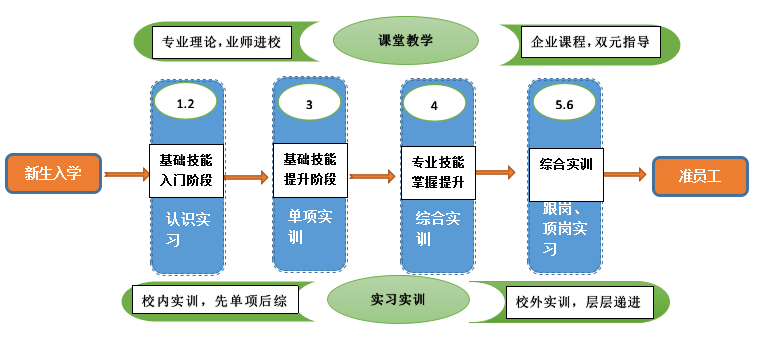 专业理论，业师进校
课堂教学
企业课程，双元指导
1.2
3
4
5.6
新生入学
基础技能
入门阶段
认识实
习
基础技能
提升阶段
单项实
训
专业技能
掌握提升
综合实
训
综合实训
跟岗、
顶岗实
习
准员工
校内实训，先单项后综
实习实训
校外实训，层层递进